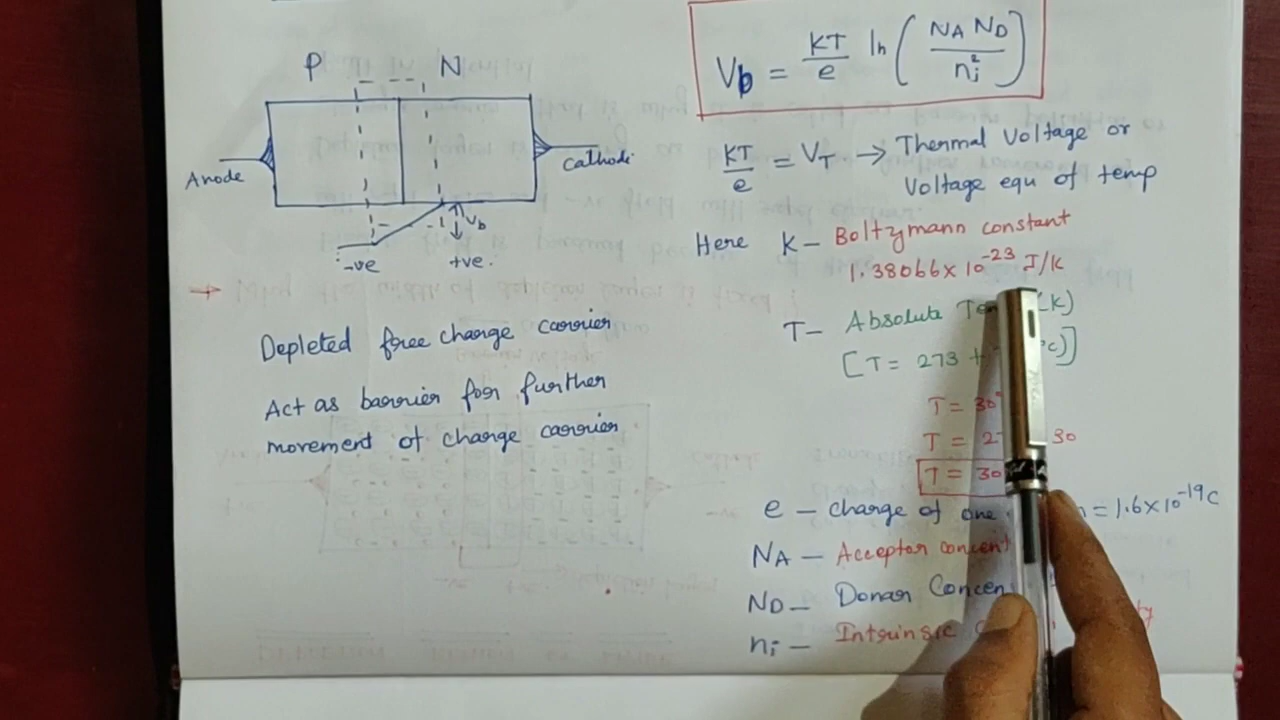 P N
Anode
Cathode
Vb
-ve +ve.
Depleted free charge carrier
Act as barrier for further
movement of charge carrier
Vb = KT/e ln (NA ND / ni²)
KT/e = VT → Thermal Voltage or
Voltage equ of temp
Here K – Boltzmann constant
1.38066 × 10⁻²³ J/K
T – Absolute (K)
[T = 273 + °C)]
T = 30
T = 30
T = 30
e – charge of one = 1.6×10⁻¹⁹C
NA – Acceptor
ND – Donar
ni – Intrinsic